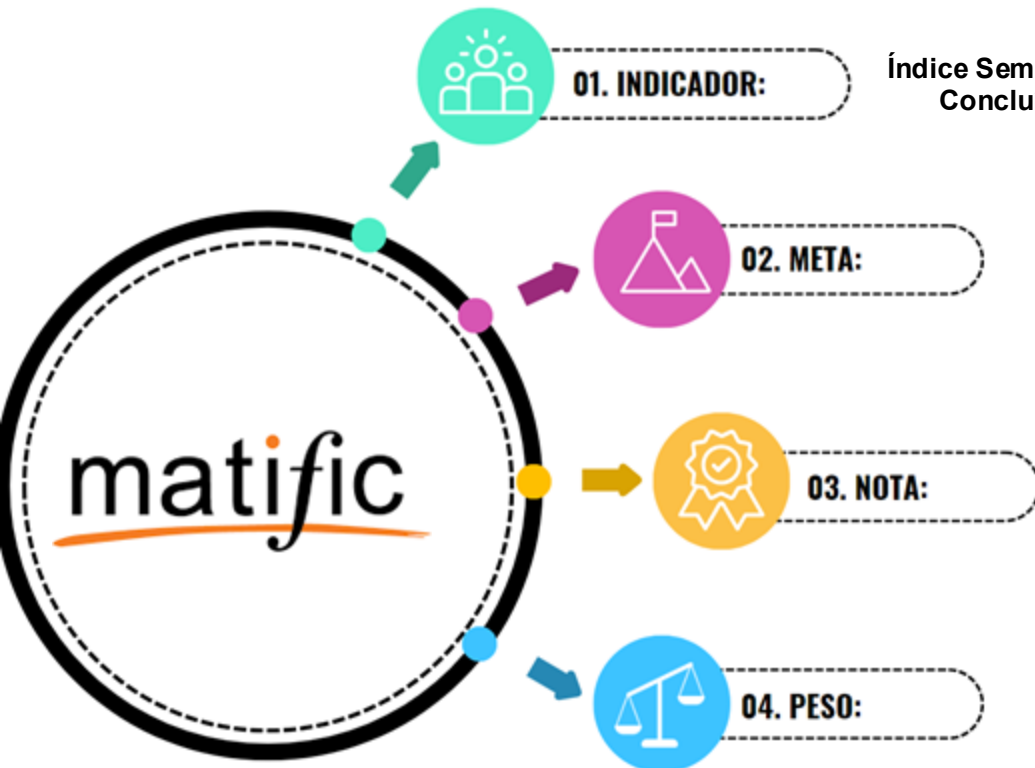 01. INDICADOR:
Índice Sem
Conclu
02. META:
matific
03. NOTA:
04. PESO: